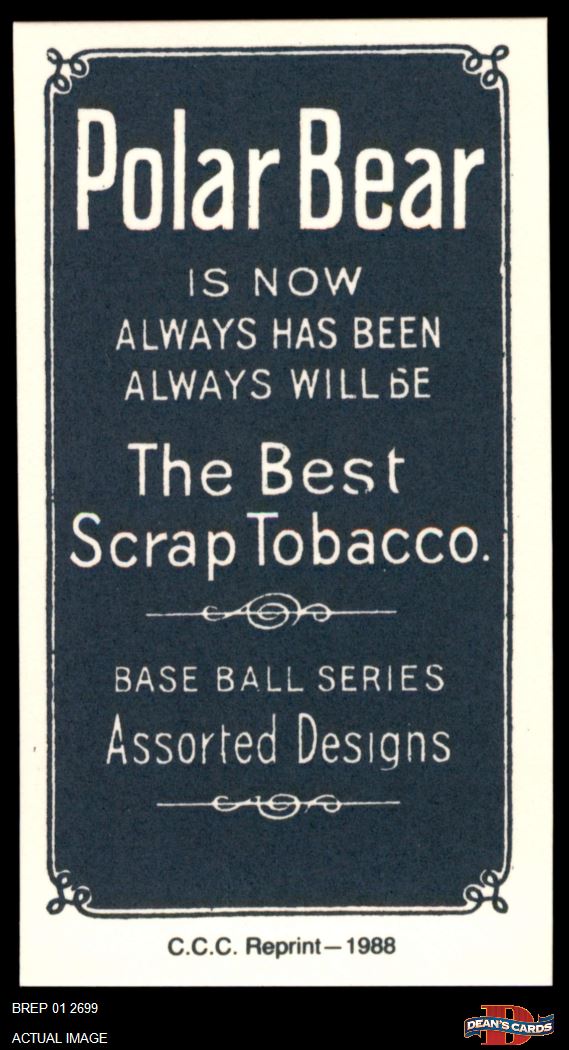 Polar Bear
IS NOW
ALWAYS HAS BEEN
ALWAYS WILL BE
The Best
Scrap Tobacco.
BASE BALL SERIES
Assorted Designs
C.C.C. Reprint—1988
BREP 01 2699
ACTUAL IMAGE
D
DEAN'S CARDS